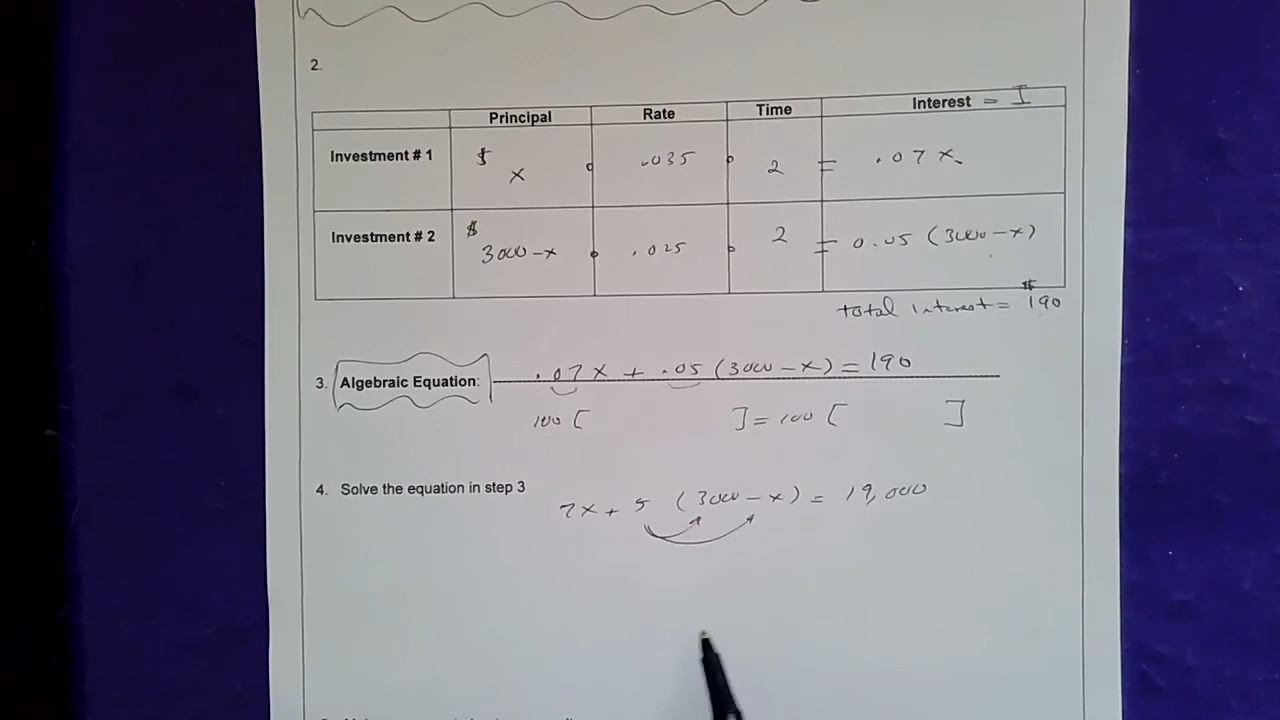 2.
Principal Rate Time Interest = I
Investment # 1 $ x · .035 · 2 = .07x
Investment # 2 $ 3000-x · .025 · 2 = 0.05 (3000-x)
total interest = $190
3. Algebraic Equation: .07x + .05 (3000-x) = 190
100 [ ] = 100 [ ]
4. Solve the equation in step 3
7x + 5 (3000-x) = 19,000